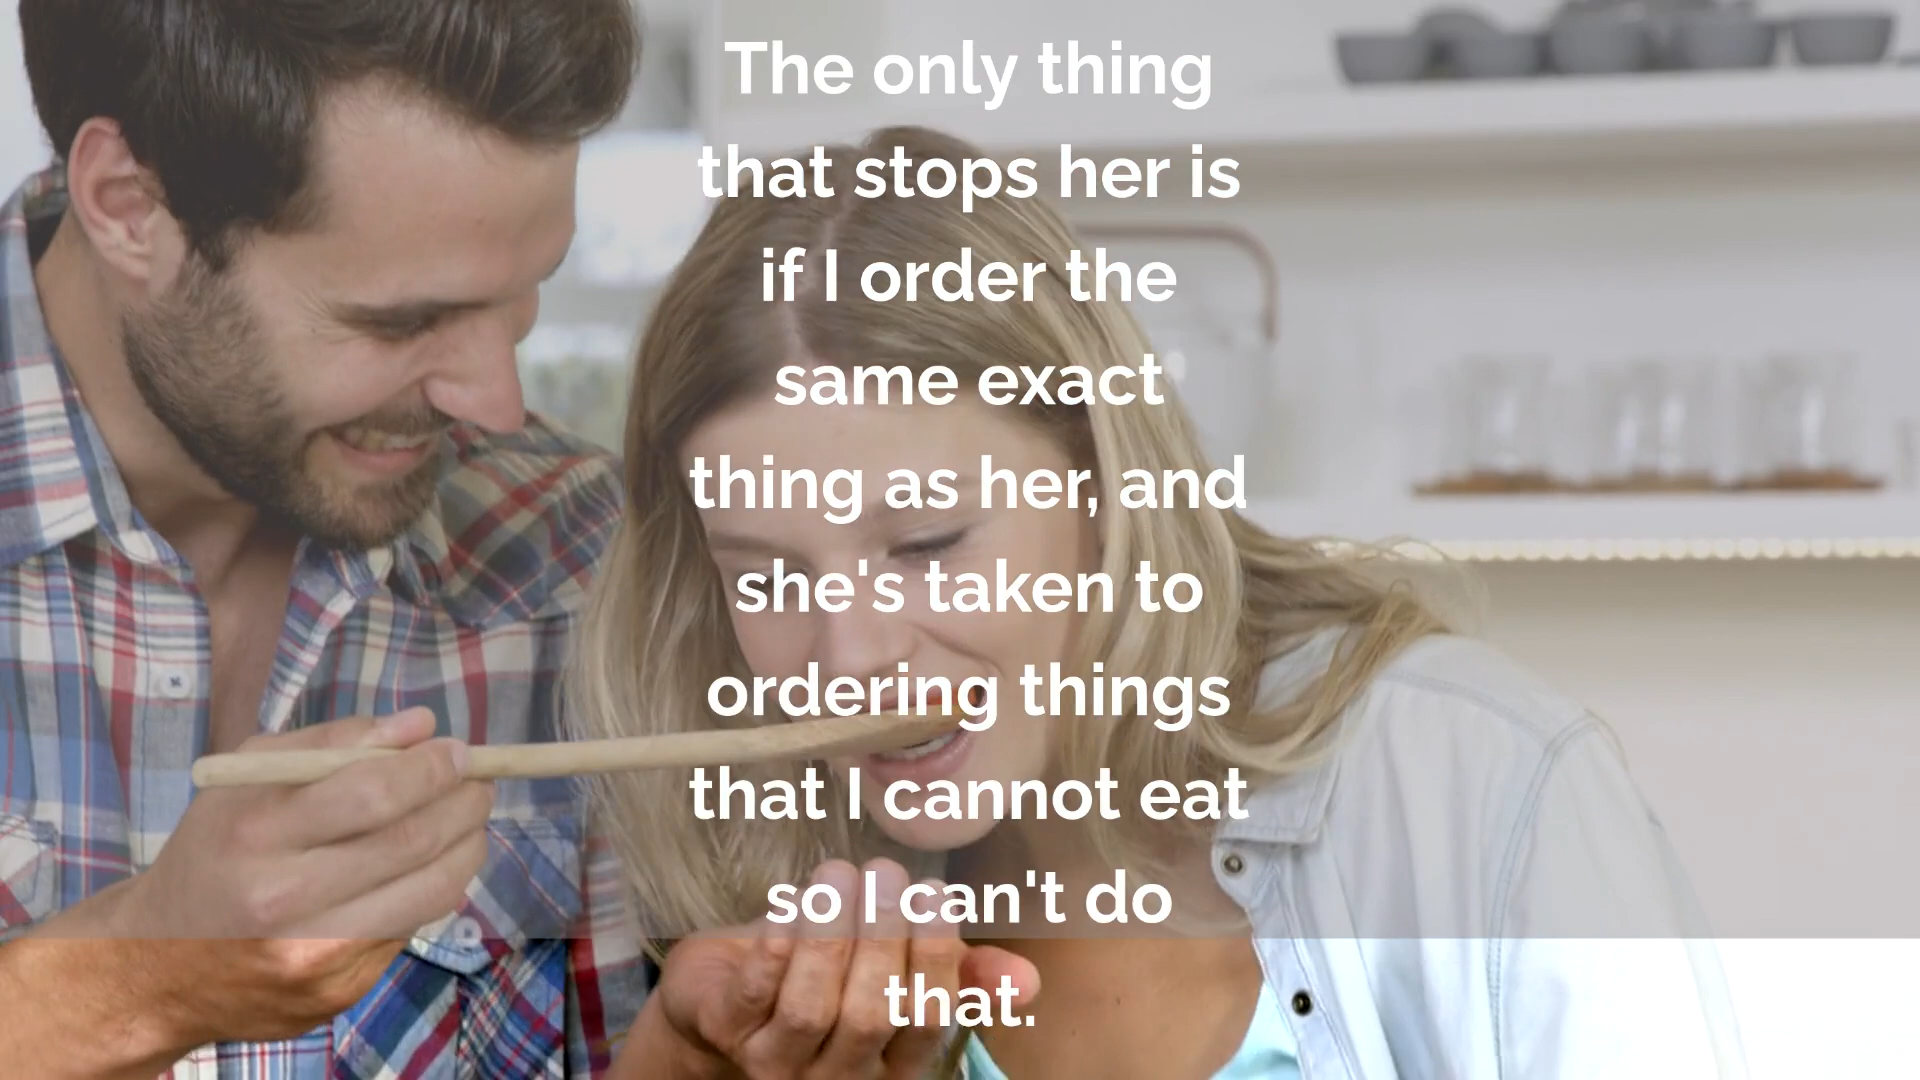 The only thing
that stops her is
if I order the
same exact
thing as her, and
she's taken to
ordering things
that I cannot eat
so I can't do
that.